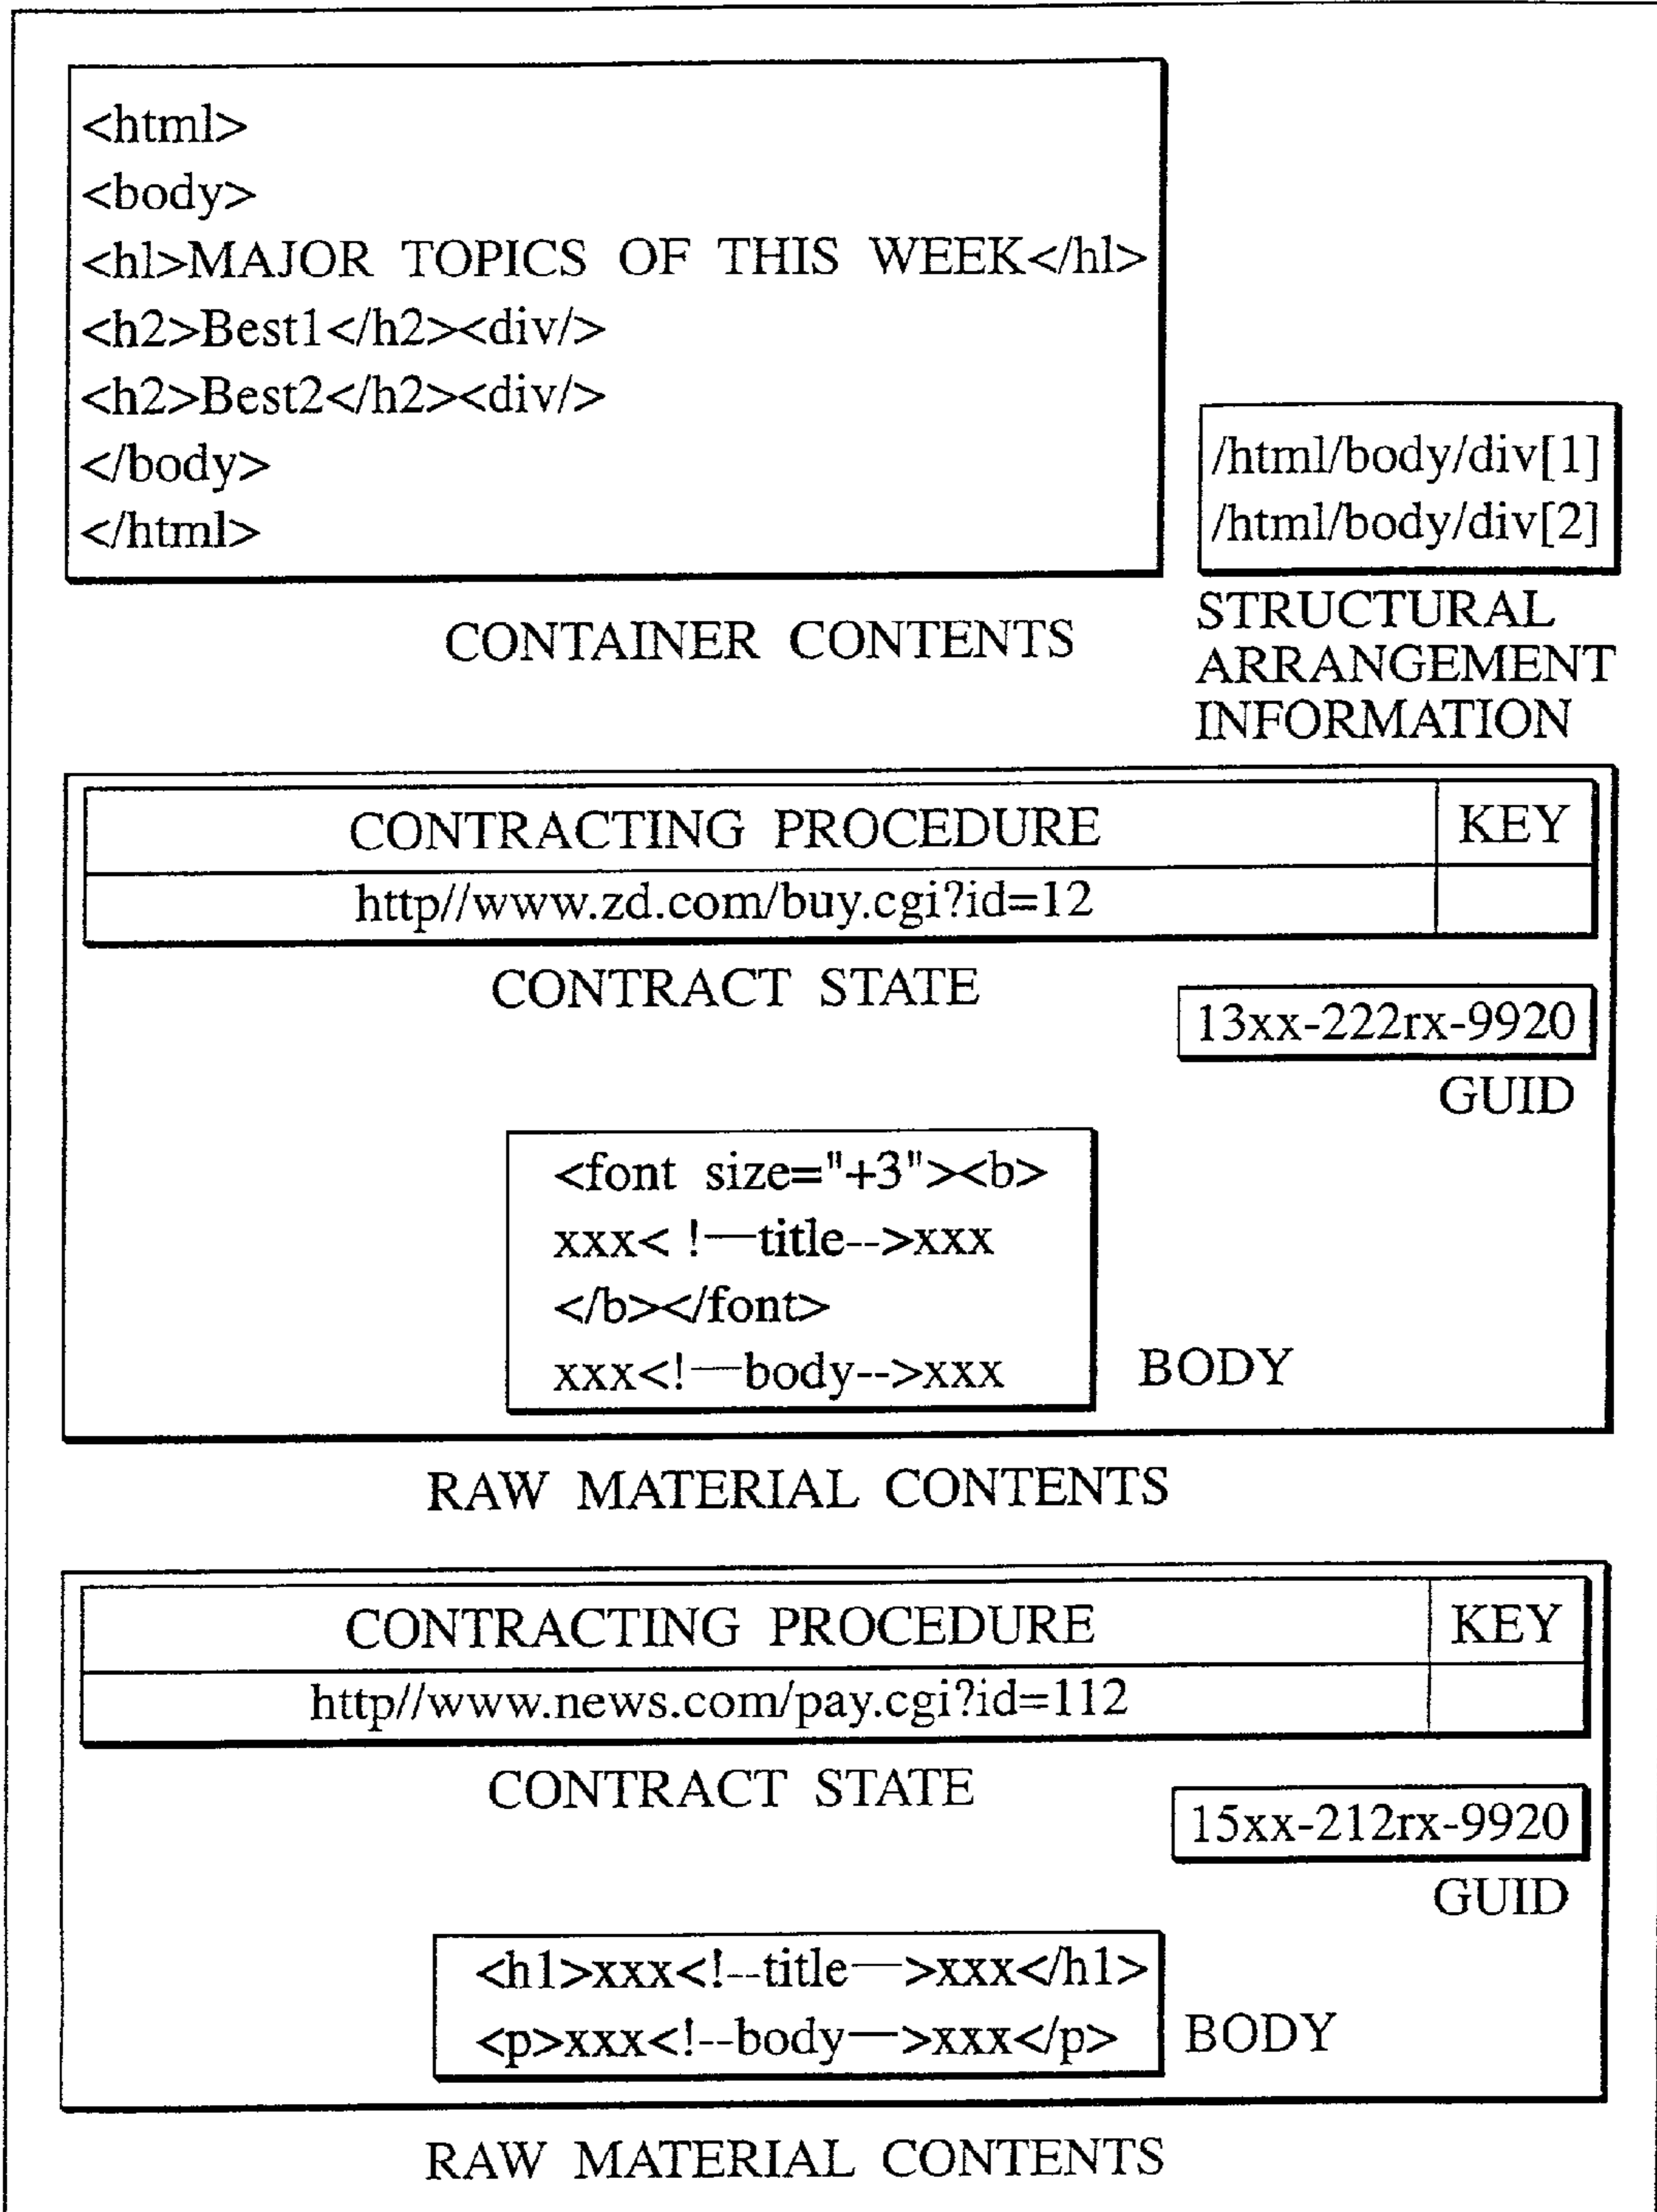 <html>
<body>
<hl>MAJOR TOPICS OF THIS WEEK</hl>
<h2>Best1</h2><div/>
<h2>Best2</h2><div/>
</body>
</html>
CONTAINER CONTENTS
/html/body/div[1]
/html/body/div[2]
STRUCTURAL
ARRANGEMENT
INFORMATION
CONTRACTING PROCEDURE KEY
http//www.zd.com/buy.cgi?id=12
CONTRACT STATE
13xx-222rx-9920
GUID
<font size="+3"><b>
xxx< !—title-->xxx
</b></font>
xxx<!—body-->xxx
BODY
RAW MATERIAL CONTENTS
CONTRACTING PROCEDURE KEY
http//www.news.com/pay.cgi?id=112
CONTRACT STATE
15xx-212rx-9920
GUID
<h1>xxx<!--title—>xxx</h1>
<p>xxx<!--body—>xxx</p>
BODY
RAW MATERIAL CONTENTS